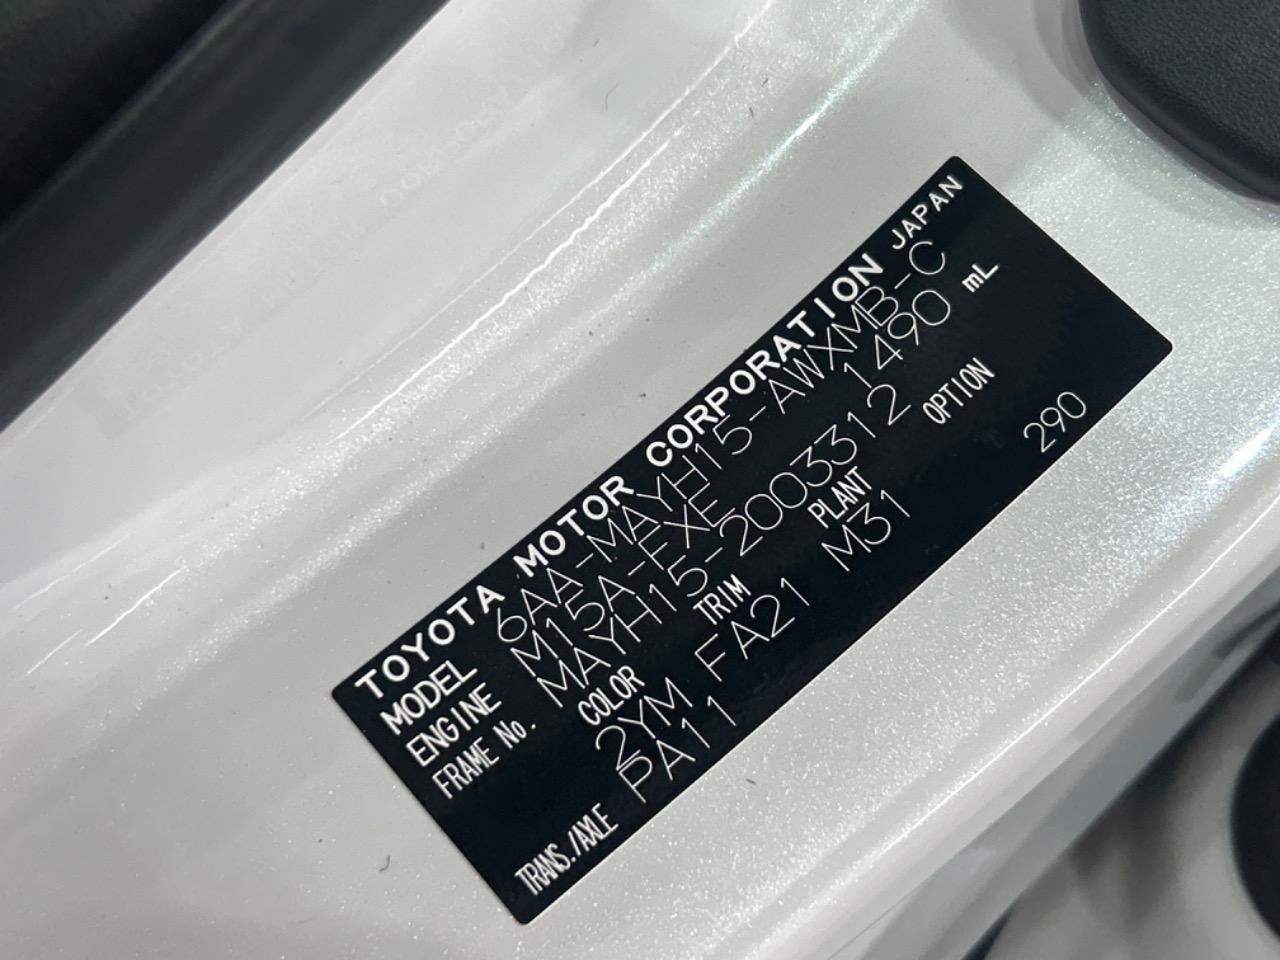 TOYOTA MOTOR CORPORATION JAPAN
MODEL 6AA-MAYH15-AWXMB-C
ENGINE M15A-FXE 1490 mL
FRAME No. MAYH15-2003312
COLOR TRIM PLANT OPTION
2YM FA21 M31 290
TRANS./AXLE PA11